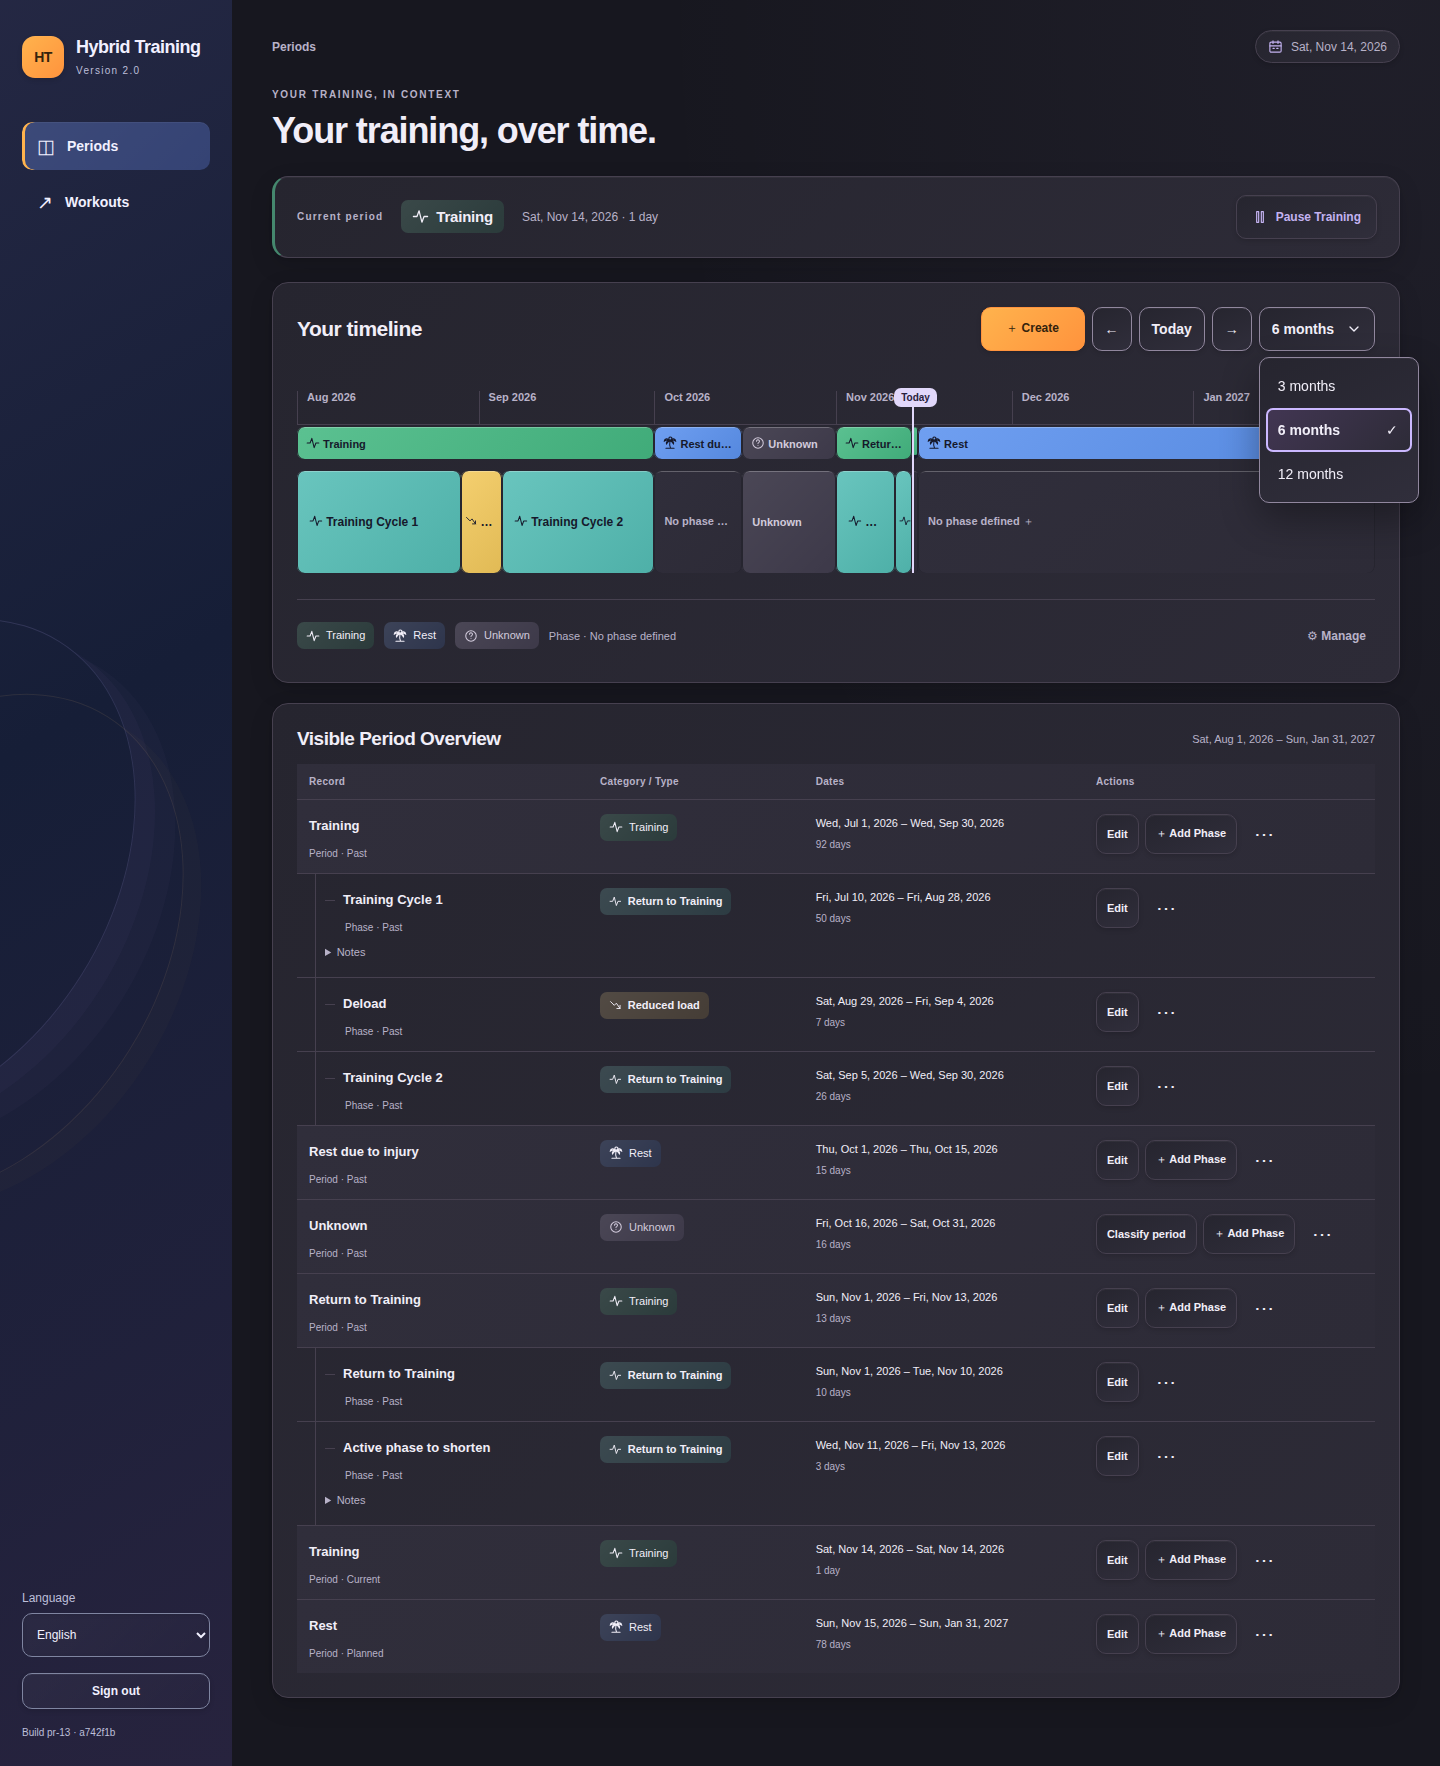 HT
Hybrid Training
Version 2.0
Periods
Workouts
Language
English
Sign out
Build pr-13 · a742f1b
Periods
Sat, Nov 14, 2026
YOUR TRAINING, IN CONTEXT
Your training, over time.
Current period
Training
Sat, Nov 14, 2026 · 1 day
Pause Training
Your timeline
+ Create
←
Today
→
6 months
3 months
6 months ✓
12 months
Aug 2026
Sep 2026
Oct 2026
Nov 2026
Today
Dec 2026
Jan 2027
Training
Rest du…
Unknown
Retur…
Rest
Training Cycle 1
…
Training Cycle 2
No phase …
Unknown
…
No phase defined +
Training
Rest
Unknown
Phase · No phase defined
⚙ Manage
Visible Period Overview
Sat, Aug 1, 2026 – Sun, Jan 31, 2027
Record Category / Type Dates Actions
Training Training Wed, Jul 1, 2026 – Wed, Sep 30, 2026 Edit + Add Phase ···
Period · Past 92 days
Training Cycle 1 Return to Training Fri, Jul 10, 2026 – Fri, Aug 28, 2026 Edit ···
Phase · Past 50 days
▶ Notes
Deload Reduced load Sat, Aug 29, 2026 – Fri, Sep 4, 2026 Edit ···
Phase · Past 7 days
Training Cycle 2 Return to Training Sat, Sep 5, 2026 – Wed, Sep 30, 2026 Edit ···
Phase · Past 26 days
Rest due to injury Rest Thu, Oct 1, 2026 – Thu, Oct 15, 2026 Edit + Add Phase ···
Period · Past 15 days
Unknown Unknown Fri, Oct 16, 2026 – Sat, Oct 31, 2026 Classify period + Add Phase ···
Period · Past 16 days
Return to Training Training Sun, Nov 1, 2026 – Fri, Nov 13, 2026 Edit + Add Phase ···
Period · Past 13 days
Return to Training Return to Training Sun, Nov 1, 2026 – Tue, Nov 10, 2026 Edit ···
Phase · Past 10 days
Active phase to shorten Return to Training Wed, Nov 11, 2026 – Fri, Nov 13, 2026 Edit ···
Phase · Past 3 days
▶ Notes
Training Training Sat, Nov 14, 2026 – Sat, Nov 14, 2026 Edit + Add Phase ···
Period · Current 1 day
Rest Rest Sun, Nov 15, 2026 – Sun, Jan 31, 2027 Edit + Add Phase ···
Period · Planned 78 days